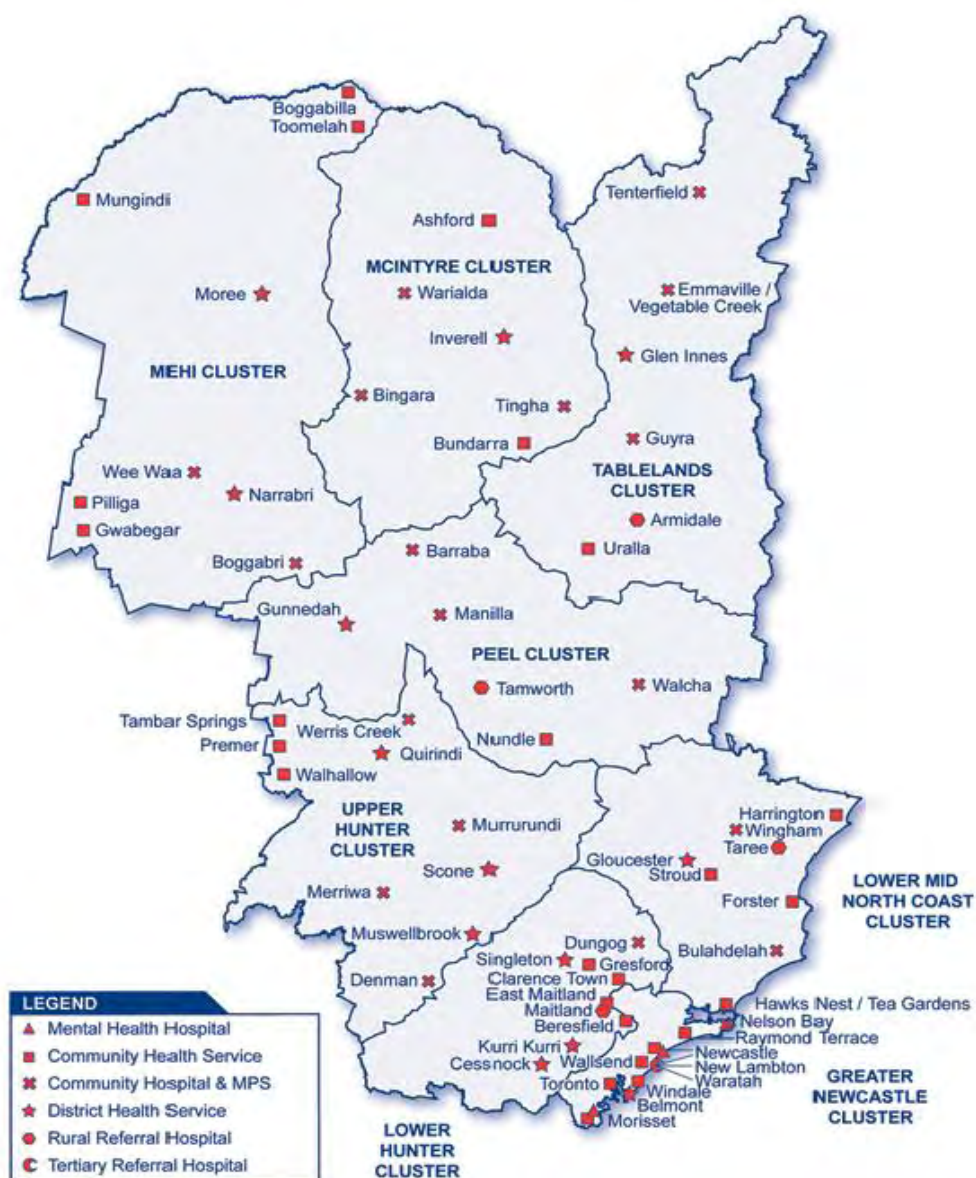 Boggabilla
Toomelah
Mungindi
Tenterfield
Ashford
MCINTYRE CLUSTER
Moree
Warialda
Emmaville /
Vegetable Creek
Inverell
Glen Innes
MEHI CLUSTER
Bingara
Tingha
Guyra
Bundarra
Wee Waa
TABLELANDS
CLUSTER
Narrabri
Pilliga
Armidale
Gwabegar
Uralla
Boggabri
Barraba
Gunnedah
Manilla
PEEL CLUSTER
Tamworth
Walcha
Tambar Springs
Werris Creek
Premer
Quirindi
Nundle
Walhallow
UPPER
HUNTER
CLUSTER
Murrurundi
Harrington
Wingham
Taree
Gloucester
Stroud
Scone
Merriwa
Forster
LOWER MID
NORTH COAST
CLUSTER
Muswellbrook
Dungog
Bulahdelah
Singleton
Gresford
Denman
Clarence Town
East Maitland
Maitland
Beresfield
Hawks Nest / Tea Gardens
Nelson Bay
Raymond Terrace
Kurri Kurri
Cessnock
Wallsend
Newcastle
New Lambton
Waratah
Toronto
Windale
Belmont
Morisset
GREATER
NEWCASTLE
CLUSTER
LOWER
HUNTER
CLUSTER
LEGEND
Mental Health Hospital
Community Health Service
Community Hospital & MPS
District Health Service
Rural Referral Hospital
Tertiary Referral Hospital